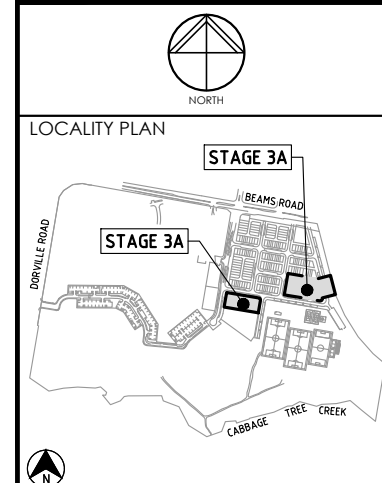 NORTH
LOCALITY PLAN
STAGE 3A
BEAMS ROAD
STAGE 3A
DORVILLE ROAD
CABBAGE TREE CREEK
N